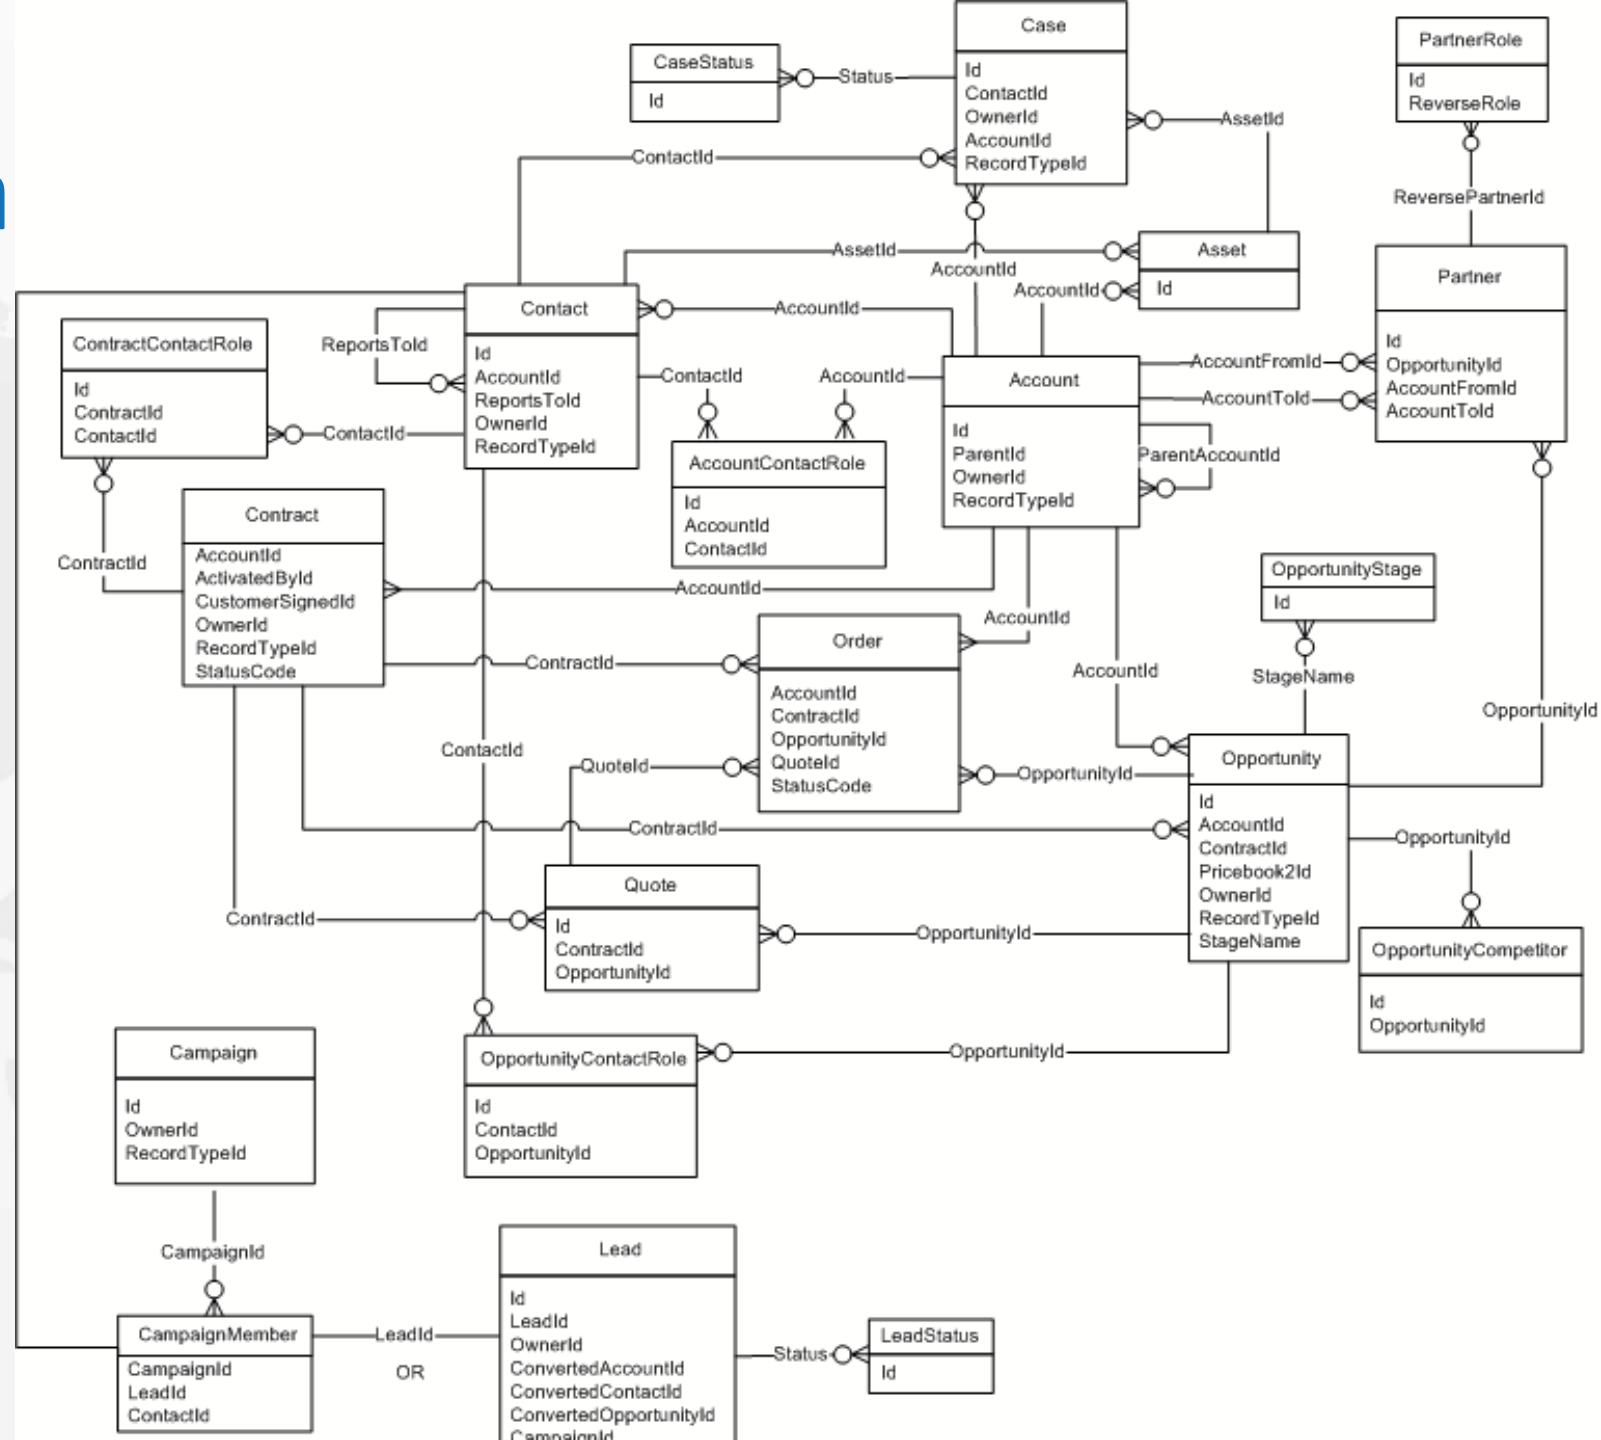 Case
Id
ContactId
OwnerId
AccountId
RecordTypeId
CaseStatus
Id
Status
PartnerRole
Id
ReverseRole
AssetId
ContactId
ReversePartnerId
AssetId
Asset
Id
AccountId
AccountId
Partner
Id
OpportunityId
AccountFromId
AccountToId
Contact
Id
AccountId
ReportsToId
OwnerId
RecordTypeId
AccountId
ReportsToId
ContractContactRole
Id
ContractId
ContactId
ContactId
ContactId
AccountId
Account
Id
ParentId
OwnerId
RecordTypeId
AccountFromId
AccountToId
ParentAccountId
AccountContactRole
Id
AccountId
ContactId
Contract
AccountId
ActivatedById
CustomerSignedId
OwnerId
RecordTypeId
StatusCode
ContractId
AccountId
AccountId
OpportunityStage
Id
Order
AccountId
ContractId
OpportunityId
QuoteId
StatusCode
ContractId
AccountId
StageName
OpportunityId
ContactId
QuoteId
OpportunityId
Opportunity
Id
AccountId
ContractId
Pricebook2Id
OwnerId
RecordTypeId
StageName
ContractId
OpportunityId
Quote
Id
ContractId
OpportunityId
ContractId
OpportunityId
OpportunityCompetitor
Id
OpportunityId
OpportunityContactRole
Id
ContactId
OpportunityId
OpportunityId
Campaign
Id
OwnerId
RecordTypeId
CampaignId
CampaignMember
CampaignId
LeadId
ContactId
LeadId
OR
Lead
Id
LeadId
OwnerId
ConvertedAccountId
ConvertedContactId
ConvertedOpportunityId
CampaignId
Status
LeadStatus
Id